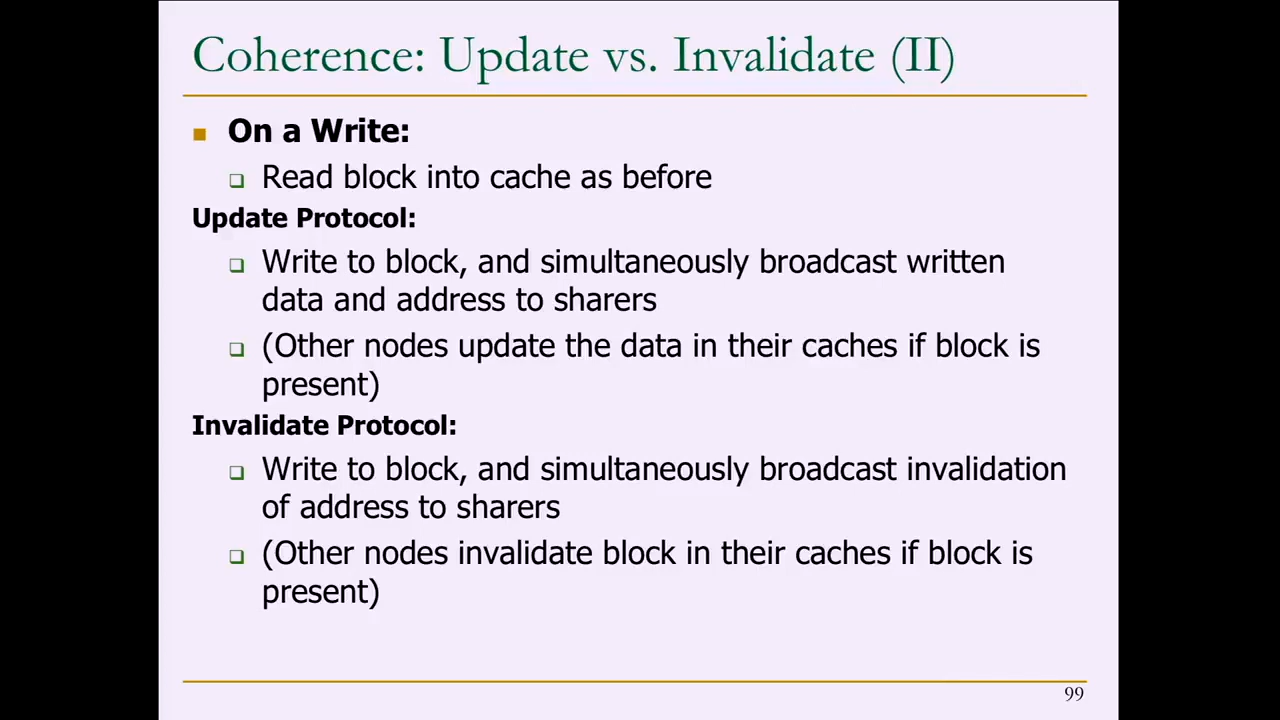 Coherence: Update vs. Invalidate (II)
On a Write:
Read block into cache as before
Update Protocol:
Write to block, and simultaneously broadcast written
data and address to sharers
(Other nodes update the data in their caches if block is
present)
Invalidate Protocol:
Write to block, and simultaneously broadcast invalidation
of address to sharers
(Other nodes invalidate block in their caches if block is
present)
99